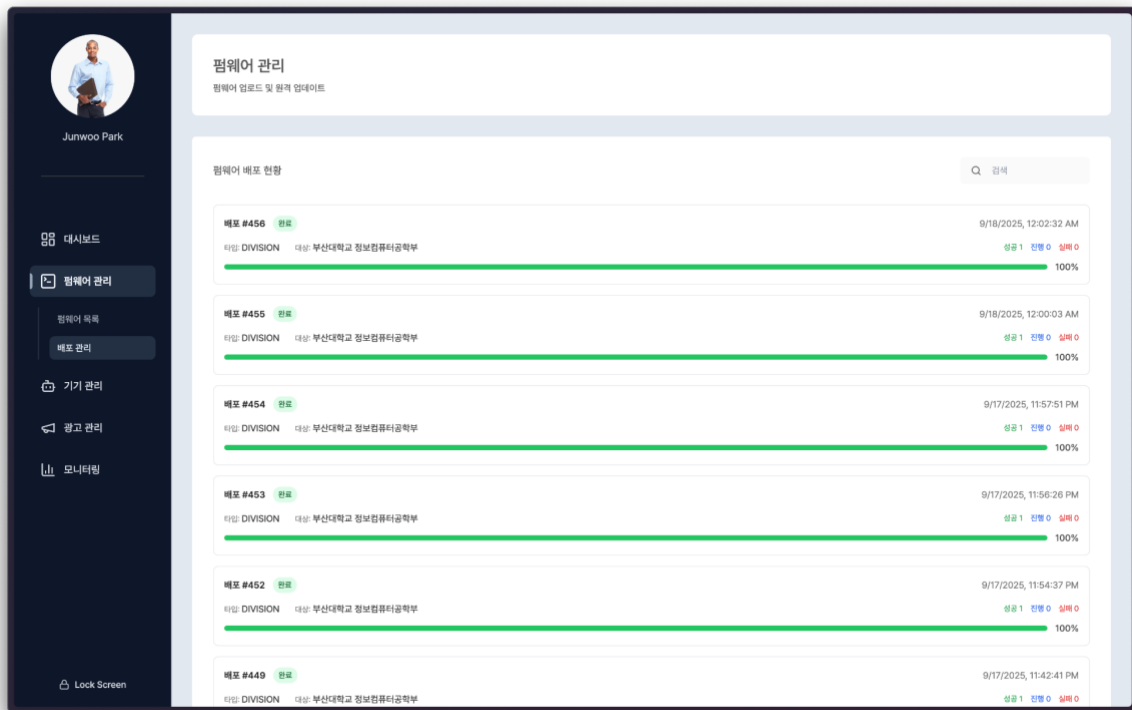 Junwoo Park
대시보드
펌웨어 관리
펌웨어 목록
배포 관리
기기 관리
광고 관리
모니터링
Lock Screen
펌웨어 관리
펌웨어 업로드 및 원격 업데이트
펌웨어 배포 현황
검색
배포 #456 완료 9/18/2025, 12:02:32 AM
타입: DIVISION 대상: 부산대학교 정보컴퓨터공학부 성공 1 진행 0 실패 0
100%
배포 #455 완료 9/18/2025, 12:00:03 AM
타입: DIVISION 대상: 부산대학교 정보컴퓨터공학부 성공 1 진행 0 실패 0
100%
배포 #454 완료 9/17/2025, 11:57:51 PM
타입: DIVISION 대상: 부산대학교 정보컴퓨터공학부 성공 1 진행 0 실패 0
100%
배포 #453 완료 9/17/2025, 11:56:26 PM
타입: DIVISION 대상: 부산대학교 정보컴퓨터공학부 성공 1 진행 0 실패 0
100%
배포 #452 완료 9/17/2025, 11:54:37 PM
타입: DIVISION 대상: 부산대학교 정보컴퓨터공학부 성공 1 진행 0 실패 0
100%
배포 #449 완료 9/17/2025, 11:42:41 PM
타입: DIVISION 대상: 부산대학교 정보컴퓨터공학부 성공 1 진행 0 실패 0